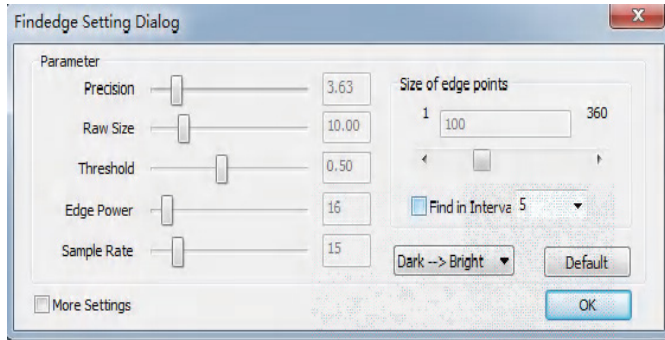 Findedge Setting Dialog
X
Parameter
Precision 3.63
Raw Size 10.00
Threshold 0.50
Edge Power 16
Sample Rate 15
Size of edge points
1 100 360
Find in Interva 5
Dark --> Bright Default
More Settings OK